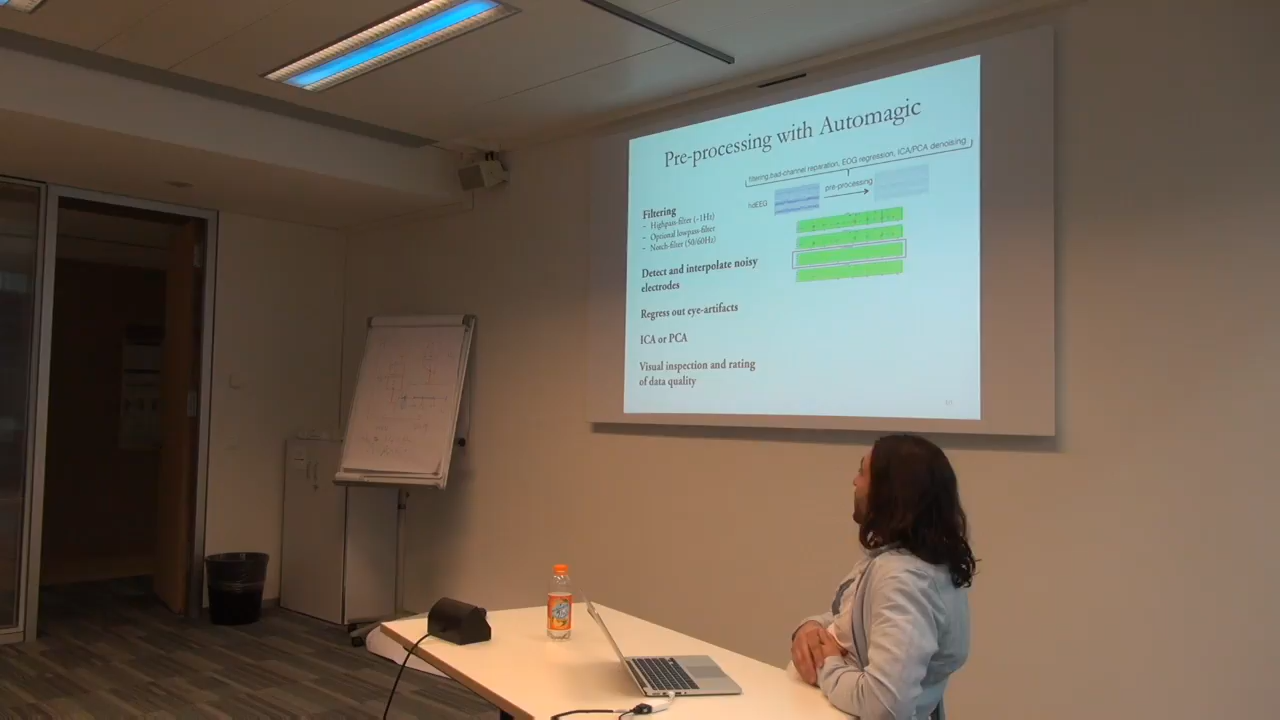 Pre-processing with Automagic
filtering,bad-channel reparation, EOG regression, ICA/PCA denoising
hdEEG
pre-processing
Filtering
- Highpass-filter (~1Hz)
- Optional lowpass-filter
- Notch-filter (50/60Hz)
Detect and interpolate noisy
electrodes
Regress out eye-artifacts
ICA or PCA
Visual inspection and rating
of data quality